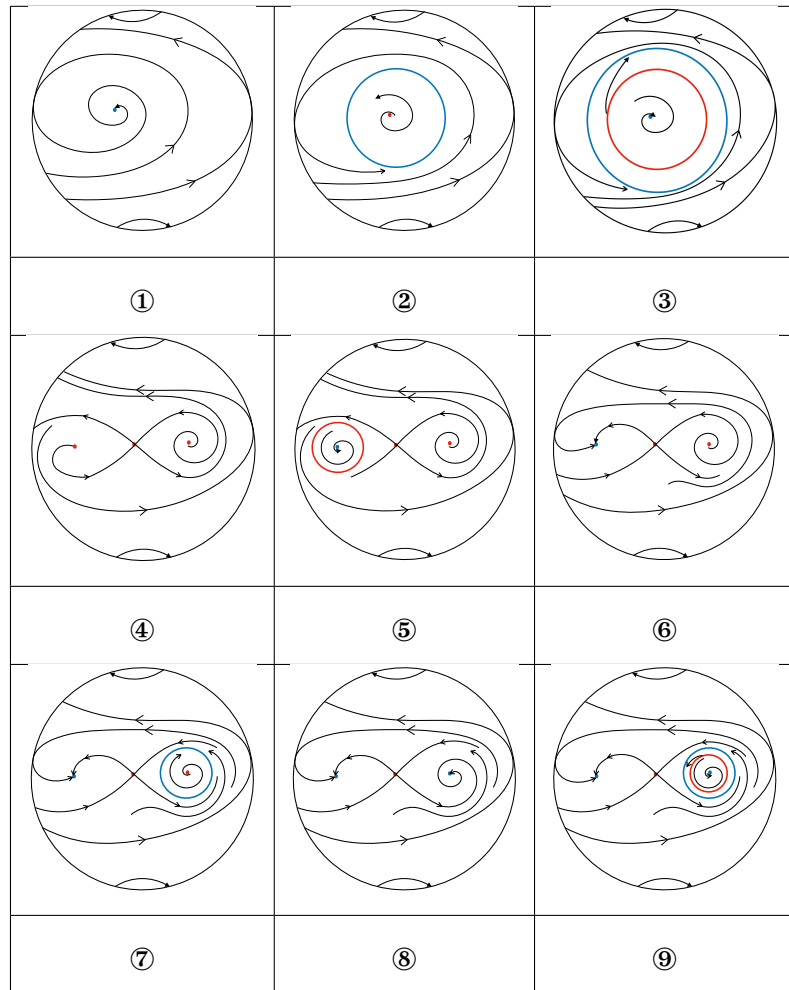 ① ② ③
④ ⑤ ⑥
⑦ ⑧ ⑨